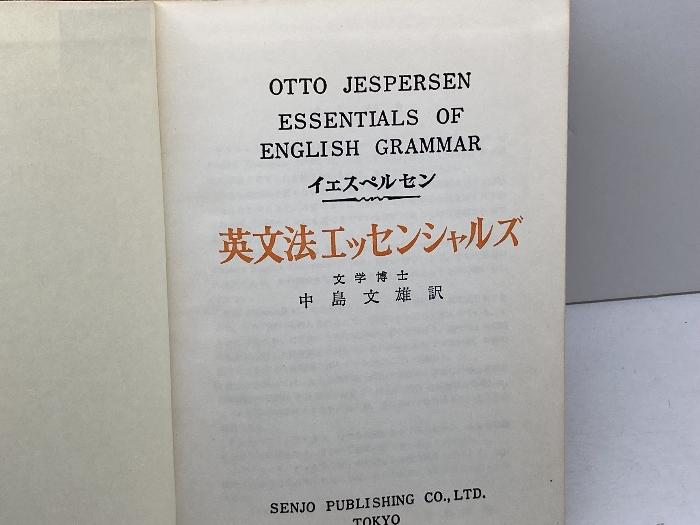 OTTO JESPERSEN
ESSENTIALS OF
ENGLISH GRAMMAR
イェスペルセン
英文法エッセンシャルズ
文学博士
中島文雄訳
SENJO PUBLISHING CO., LTD.
TOKYO